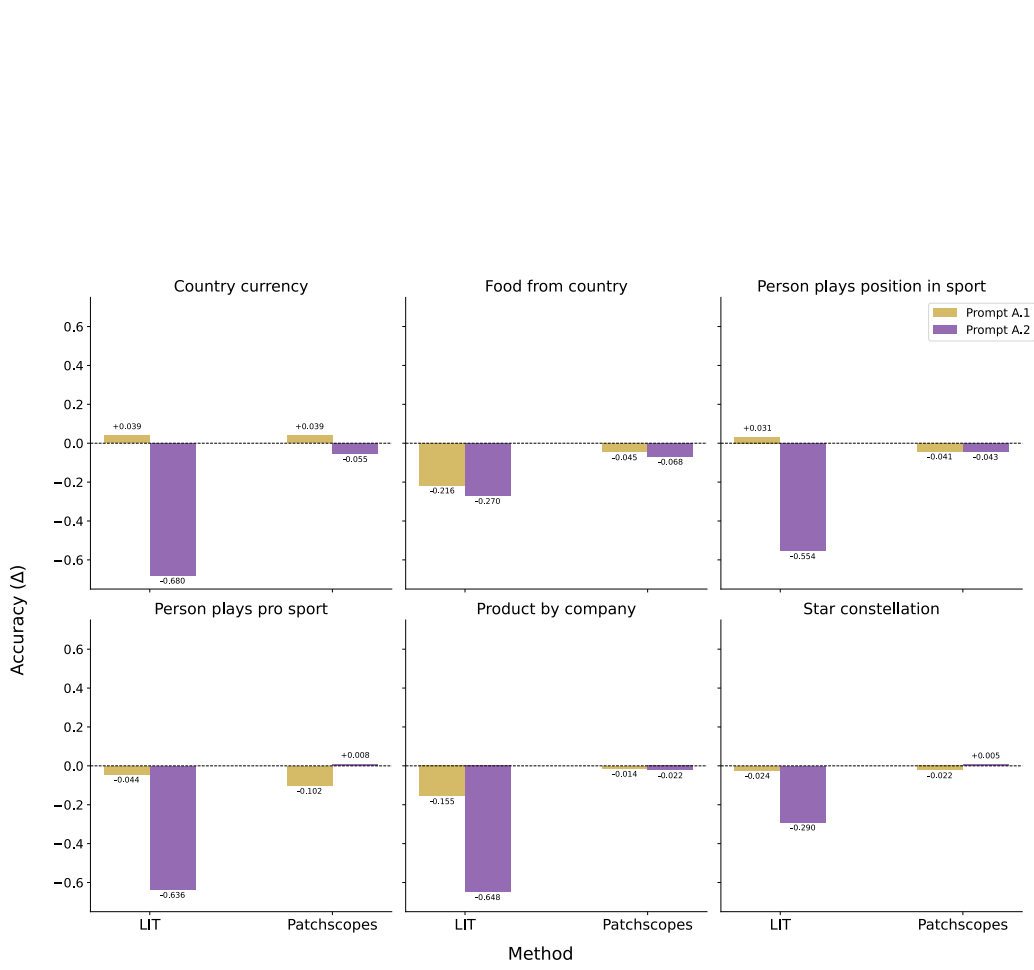 Country currency
Food from country
Person plays position in sport
Prompt A.1
Prompt A.2
0.6
0.4
0.2
0.0
−0.2
−0.4
−0.6
+0.039
-0.680
+0.039
-0.055
-0.216
-0.270
-0.045
-0.068
+0.031
-0.554
-0.041
-0.043
Accuracy (Δ)
Person plays pro sport
Product by company
Star constellation
0.6
0.4
0.2
0.0
−0.2
−0.4
−0.6
-0.044
-0.636
-0.102
+0.008
-0.155
-0.648
-0.014
-0.022
-0.024
-0.290
-0.022
+0.005
LIT
Patchscopes
LIT
Patchscopes
LIT
Patchscopes
Method